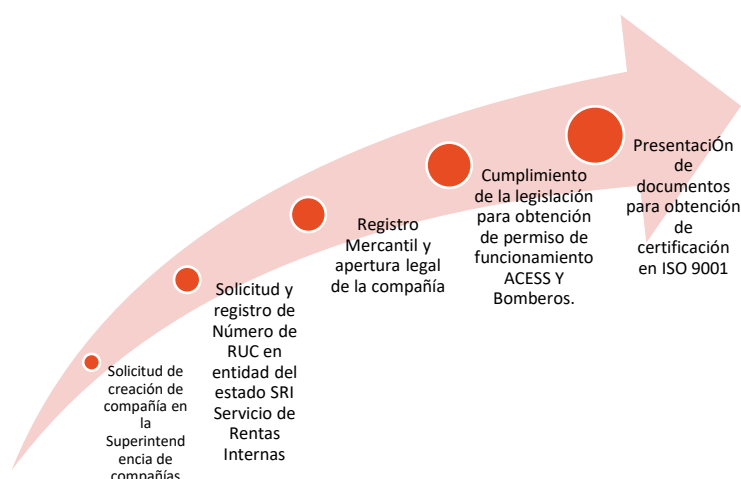 Solicitud de
creación de
compañía en
la
Superintend
encia de
compañías
Solicitud y
registro de
Número de
RUC en
entidad del
estado SRI
Servicio de
Rentas
Internas
Registro
Mercantil y
apertura legal
de la compañía
Cumplimiento
de la legislación
para obtención
de permiso de
funcionamiento
ACESS Y
Bomberos.
PresentaciÓn
de
documentos
para obtención
de
certificación
en ISO 9001